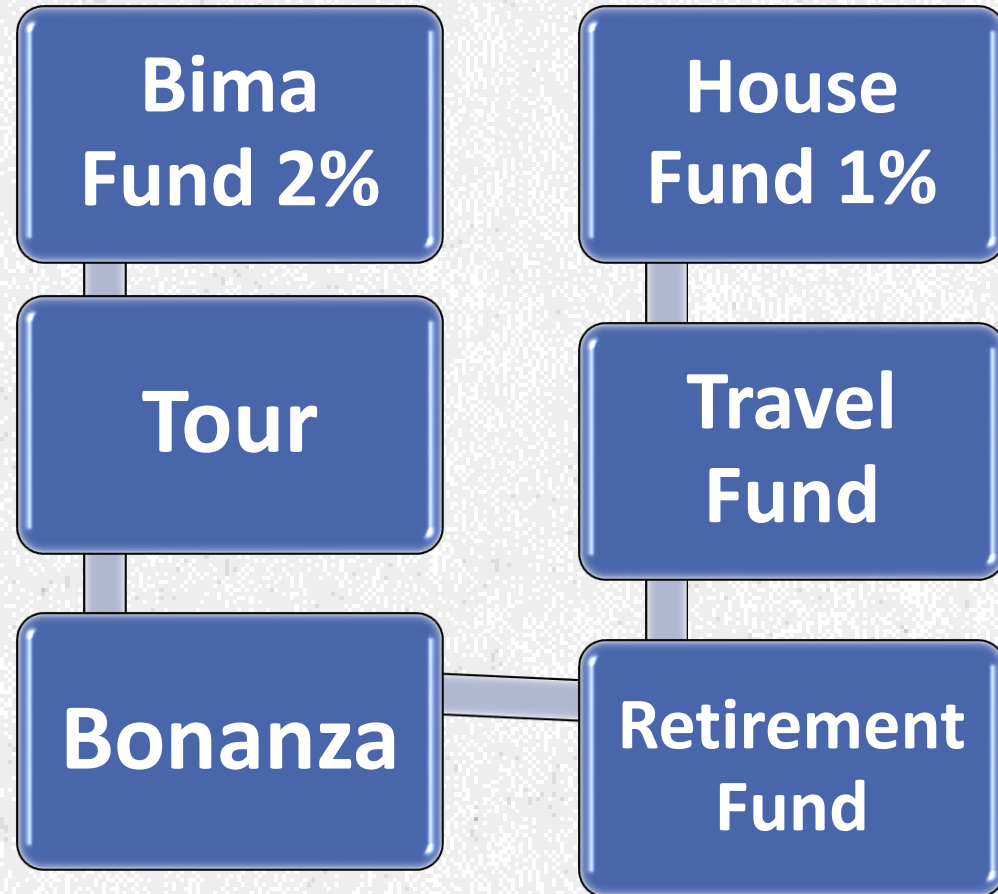 Bima
Fund 2%
Tour
Bonanza
Retirement
Fund
Travel
Fund
House
Fund 1%